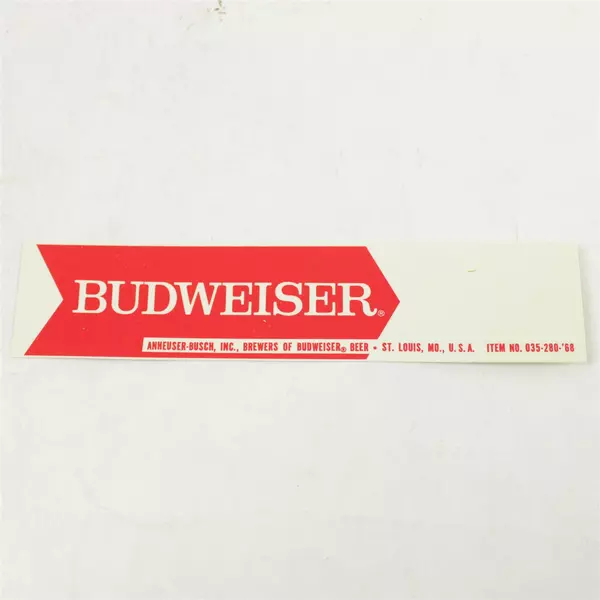 BUDWEISER®
ANHEUSER-BUSCH, INC., BREWERS OF BUDWEISER® BEER • ST. LOUIS, MO., U.S.A. ITEM NO. 035-280-'68